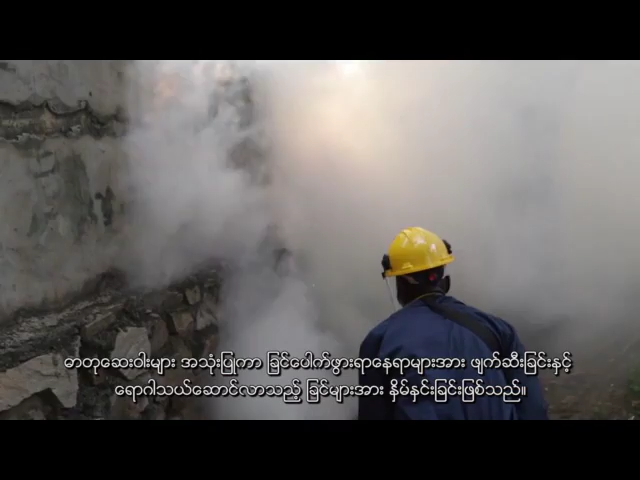 ဓာတုဆေးဝါးများ အသုံးပြုကာ ခြင်ပေါက်ဖွားရာနေရာများအား ဖျက်ဆီးခြင်းနှင့်
ရောဂါသယ်ဆောင်လာသည့် ခြင်များအား နှိမ်နှင်းခြင်းဖြစ်သည်။